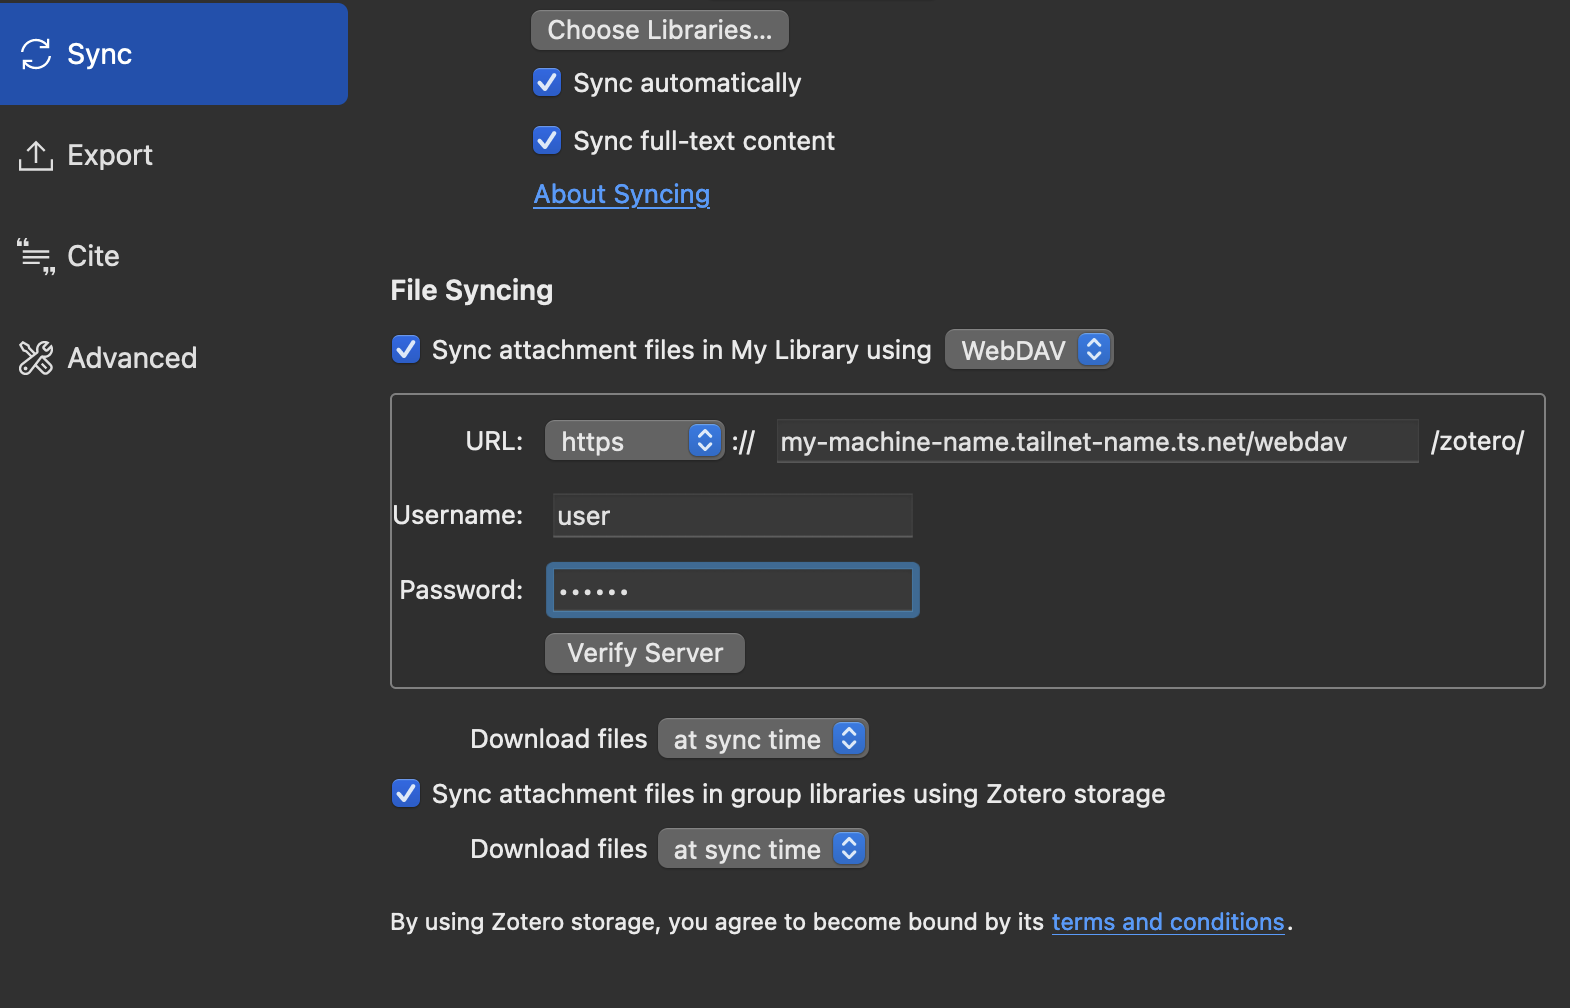 Choose Libraries...
Sync
Sync automatically
Sync full-text content
Export
About Syncing
Cite
File Syncing
Sync attachment files in My Library using WebDAV
Advanced
URL: https :// my-machine-name.tailnet-name.ts.net/webdav /zotero/
Username: user
Password: ••••••
Verify Server
Download files at sync time
Sync attachment files in group libraries using Zotero storage
Download files at sync time
By using Zotero storage, you agree to become bound by its terms and conditions.